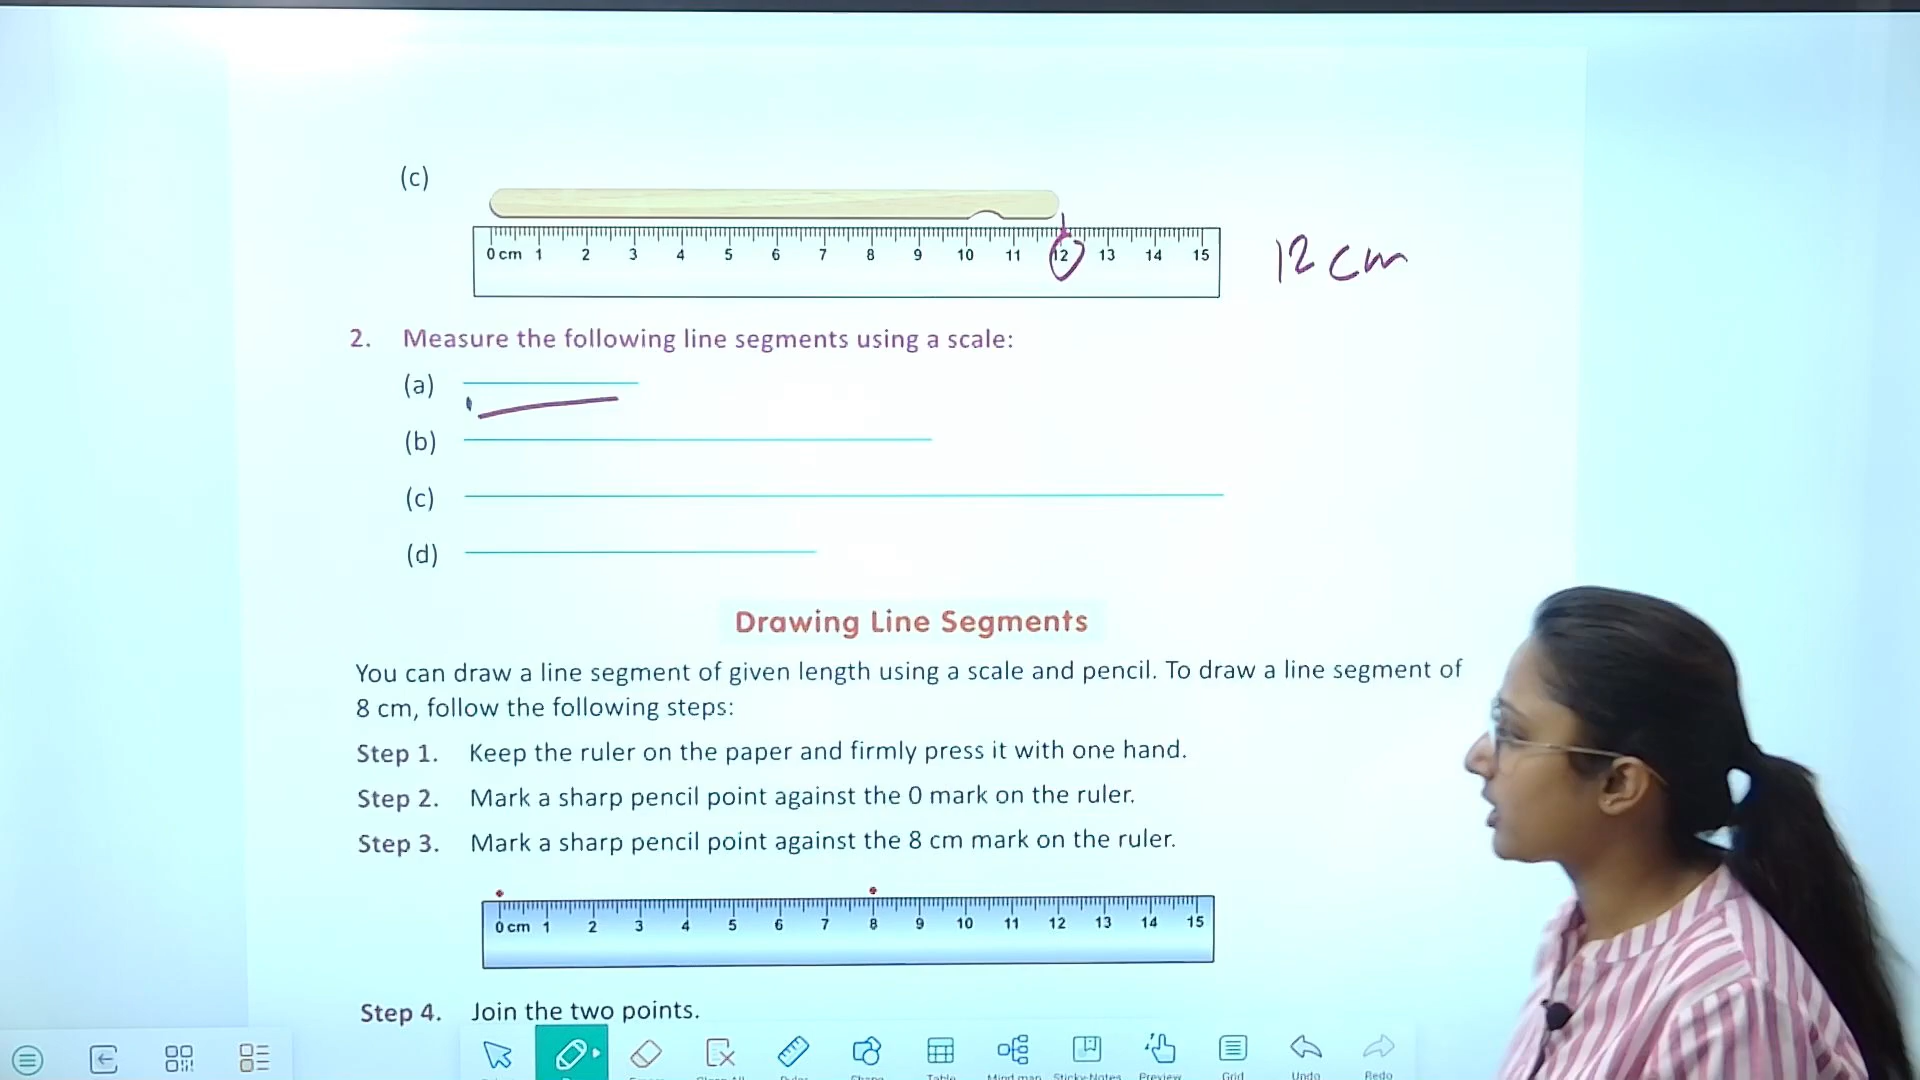 (c)
0 cm 1 2 3 4 5 6 7 8 9 10 11 12 13 14 15
12 cm
2. Measure the following line segments using a scale:
(a)
(b)
(c)
(d)
Drawing Line Segments
You can draw a line segment of given length using a scale and pencil. To draw a line segment of
8 cm, follow the following steps:
Step 1. Keep the ruler on the paper and firmly press it with one hand.
Step 2. Mark a sharp pencil point against the 0 mark on the ruler.
Step 3. Mark a sharp pencil point against the 8 cm mark on the ruler.
0 cm 1 2 3 4 5 6 7 8 9 10 11 12 13 14 15
Step 4. Join the two points.
Table Mind map Sticky Notes Preview Grid Undo Redo